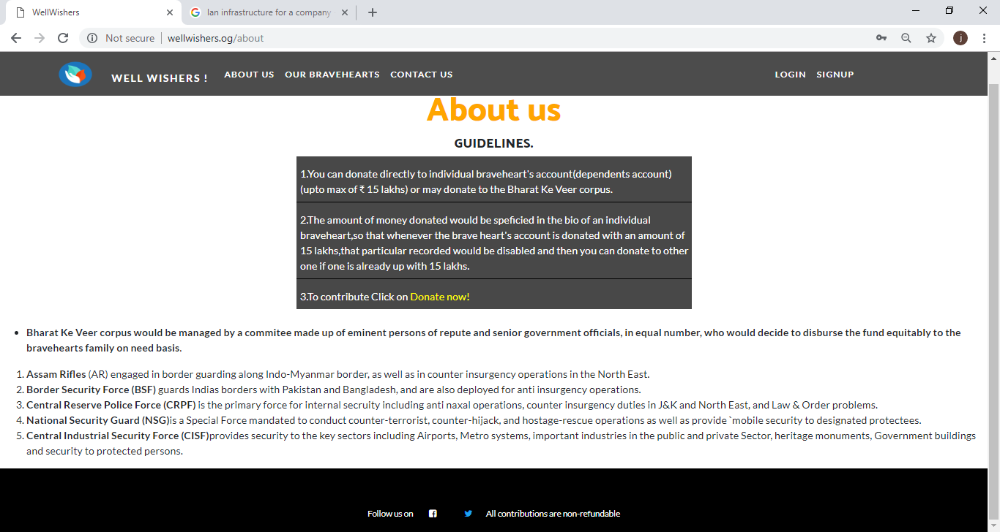 WellWishers
lan infrastructure for a company
Not secure
wellwishers.og/about
j
WELL WISHERS !
ABOUT US
OUR BRAVEHEARTS
CONTACT US
LOGIN
SIGNUP
About us
GUIDELINES.
1.You can donate directly to individual braveheart's account(dependents account)
(upto max of ₹ 15 lakhs) or may donate to the Bharat Ke Veer corpus.
2.The amount of money donated would be speficied in the bio of an individual
braveheart,so that whenever the brave heart's account is donated with an amount of
15 lakhs,that particular recorded would be disabled and then you can donate to other
one if one is already up with 15 lakhs.
3.To contribute Click on Donate now!
• Bharat Ke Veer corpus would be managed by a commitee made up of eminent persons of repute and senior government officials, in equal number, who would decide to disburse the fund equitably to the
bravehearts family on need basis.
1. Assam Rifles (AR) engaged in border guarding along Indo-Myanmar border, as well as in counter insurgency operations in the North East.
2. Border Security Force (BSF) guards Indias borders with Pakistan and Bangladesh, and are also deployed for anti insurgency operations.
3. Central Reserve Police Force (CRPF) is the primary force for internal secruity including anti naxal operations, counter insurgency duties in J&K and North East, and Law & Order problems.
4. National Security Guard (NSG)is a Special Force mandated to conduct counter-terrorist, counter-hijack, and hostage-rescue operations as well as provide `mobile security to designated protectees.
5. Central Industrial Security Force (CISF)provides security to the key sectors including Airports, Metro systems, important industries in the public and private Sector, heritage monuments, Government buildings
and security to protected persons.
Follow us on
All contributions are non-refundable